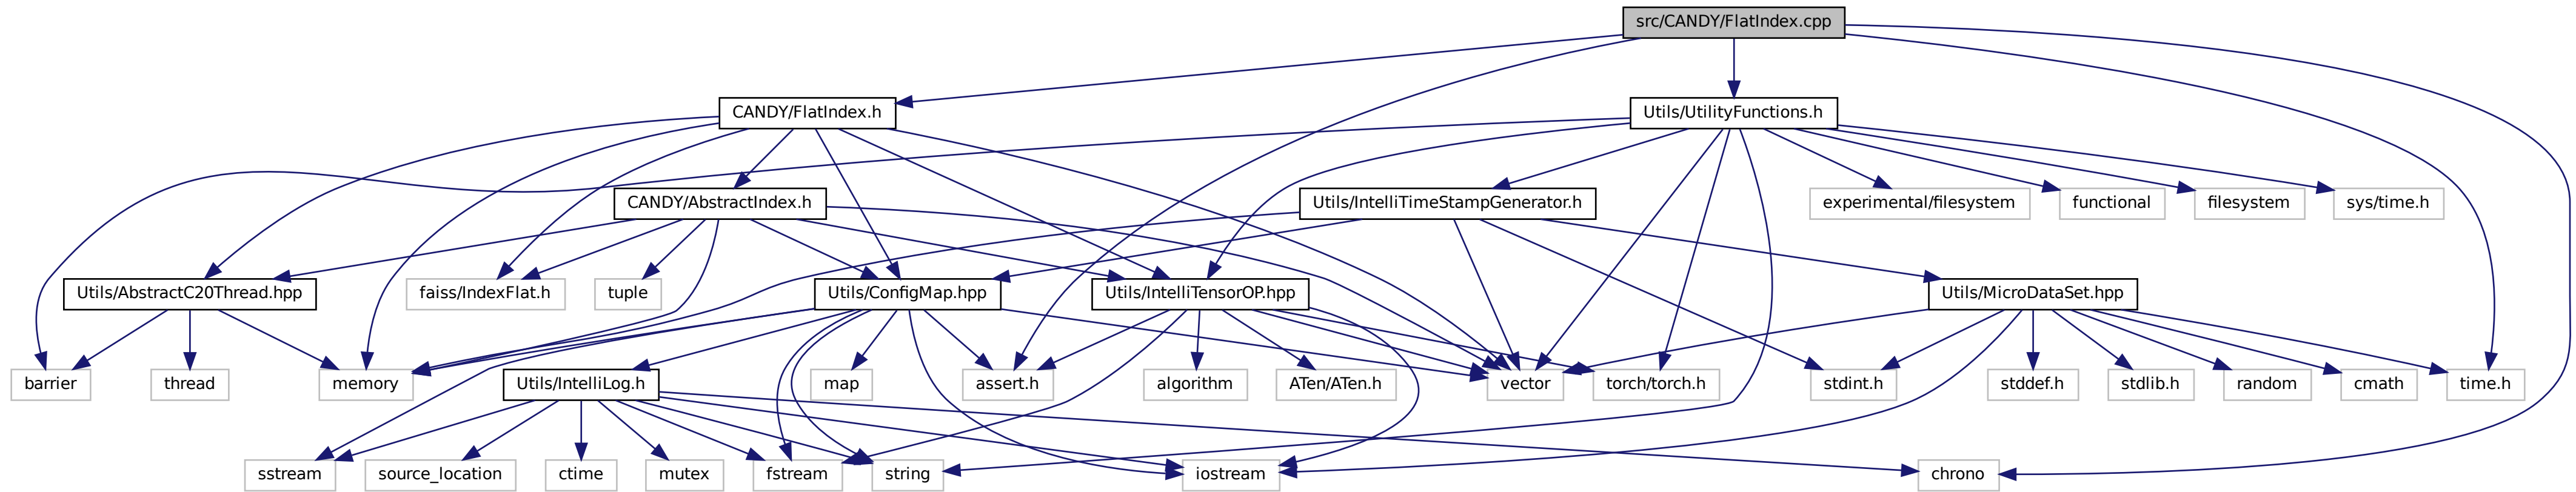 src/CANDY/FlatIndex.cpp
CANDY/FlatIndex.h
Utils/UtilityFunctions.h
CANDY/AbstractIndex.h
Utils/IntelliTimeStampGenerator.h
experimental/filesystem
functional
filesystem
sys/time.h
Utils/AbstractC20Thread.hpp
faiss/IndexFlat.h
tuple
Utils/ConfigMap.hpp
Utils/IntelliTensorOP.hpp
Utils/MicroDataSet.hpp
barrier
thread
memory
Utils/IntelliLog.h
map
assert.h
algorithm
ATen/ATen.h
vector
torch/torch.h
stdint.h
stddef.h
stdlib.h
random
cmath
time.h
sstream
source_location
ctime
mutex
fstream
string
iostream
chrono